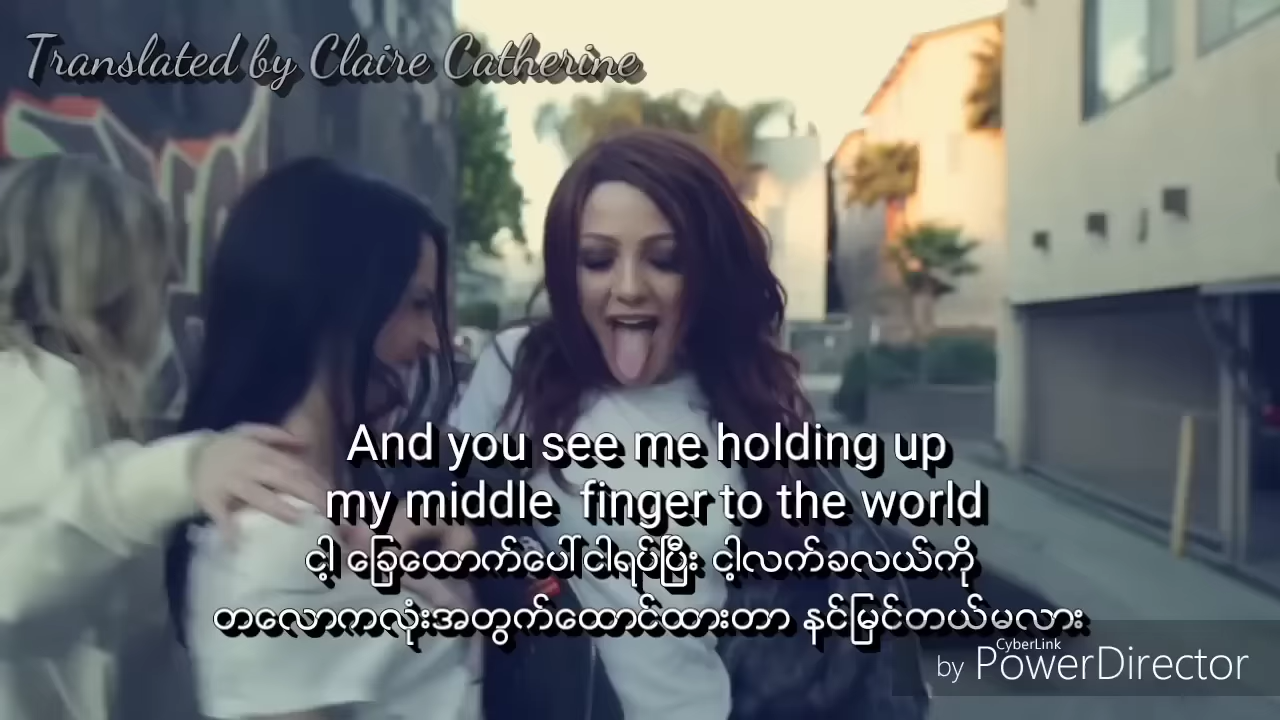 Translated by Claire Catherine
And you see me holding up
my middle finger to the world
ငါ့ ခြေထောက်ပေါ်ငါရပ်ပြီး ငါ့လက်ခလယ်ကို
တလောကလုံးအတွက်ထောင်ထားတာ နင်မြင်တယ်မလား
CyberLink
by PowerDirector